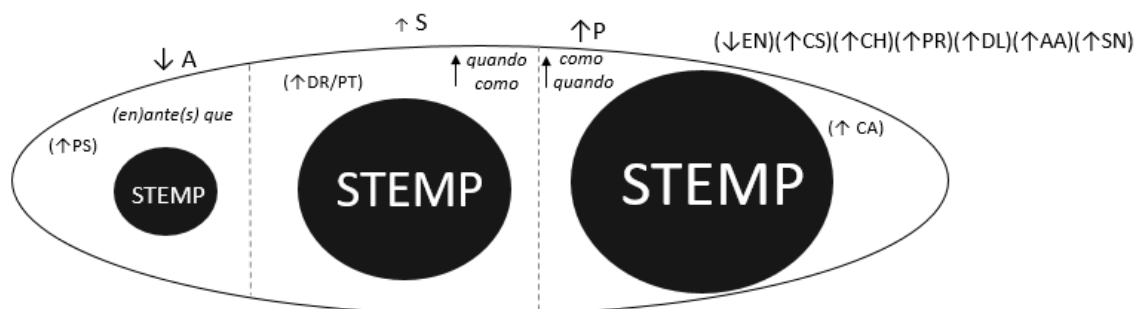 ↓ A
↑ S
↑P
(↓EN)(↑CS)(↑CH)(↑PR)(↑DL)(↑AA)(↑SN)
(↑PS)
(en)ante(s) que
STEMP
(↑DR/PT)
↑ quando
como
STEMP
↑ como
quando
STEMP
(↑ CA)